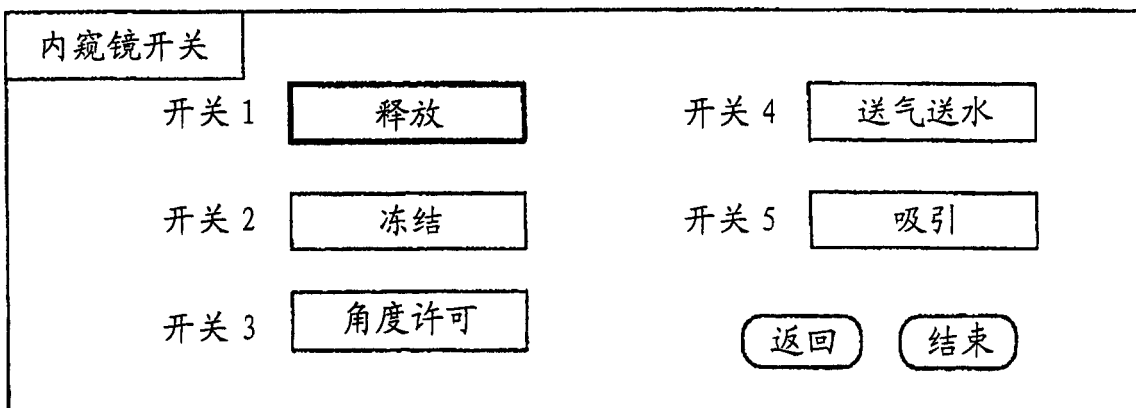 内窥镜开关
开关 1 释放 开关 4 送气送水
开关 2 冻结 开关 5 吸引
开关 3 角度许可
返回 结束